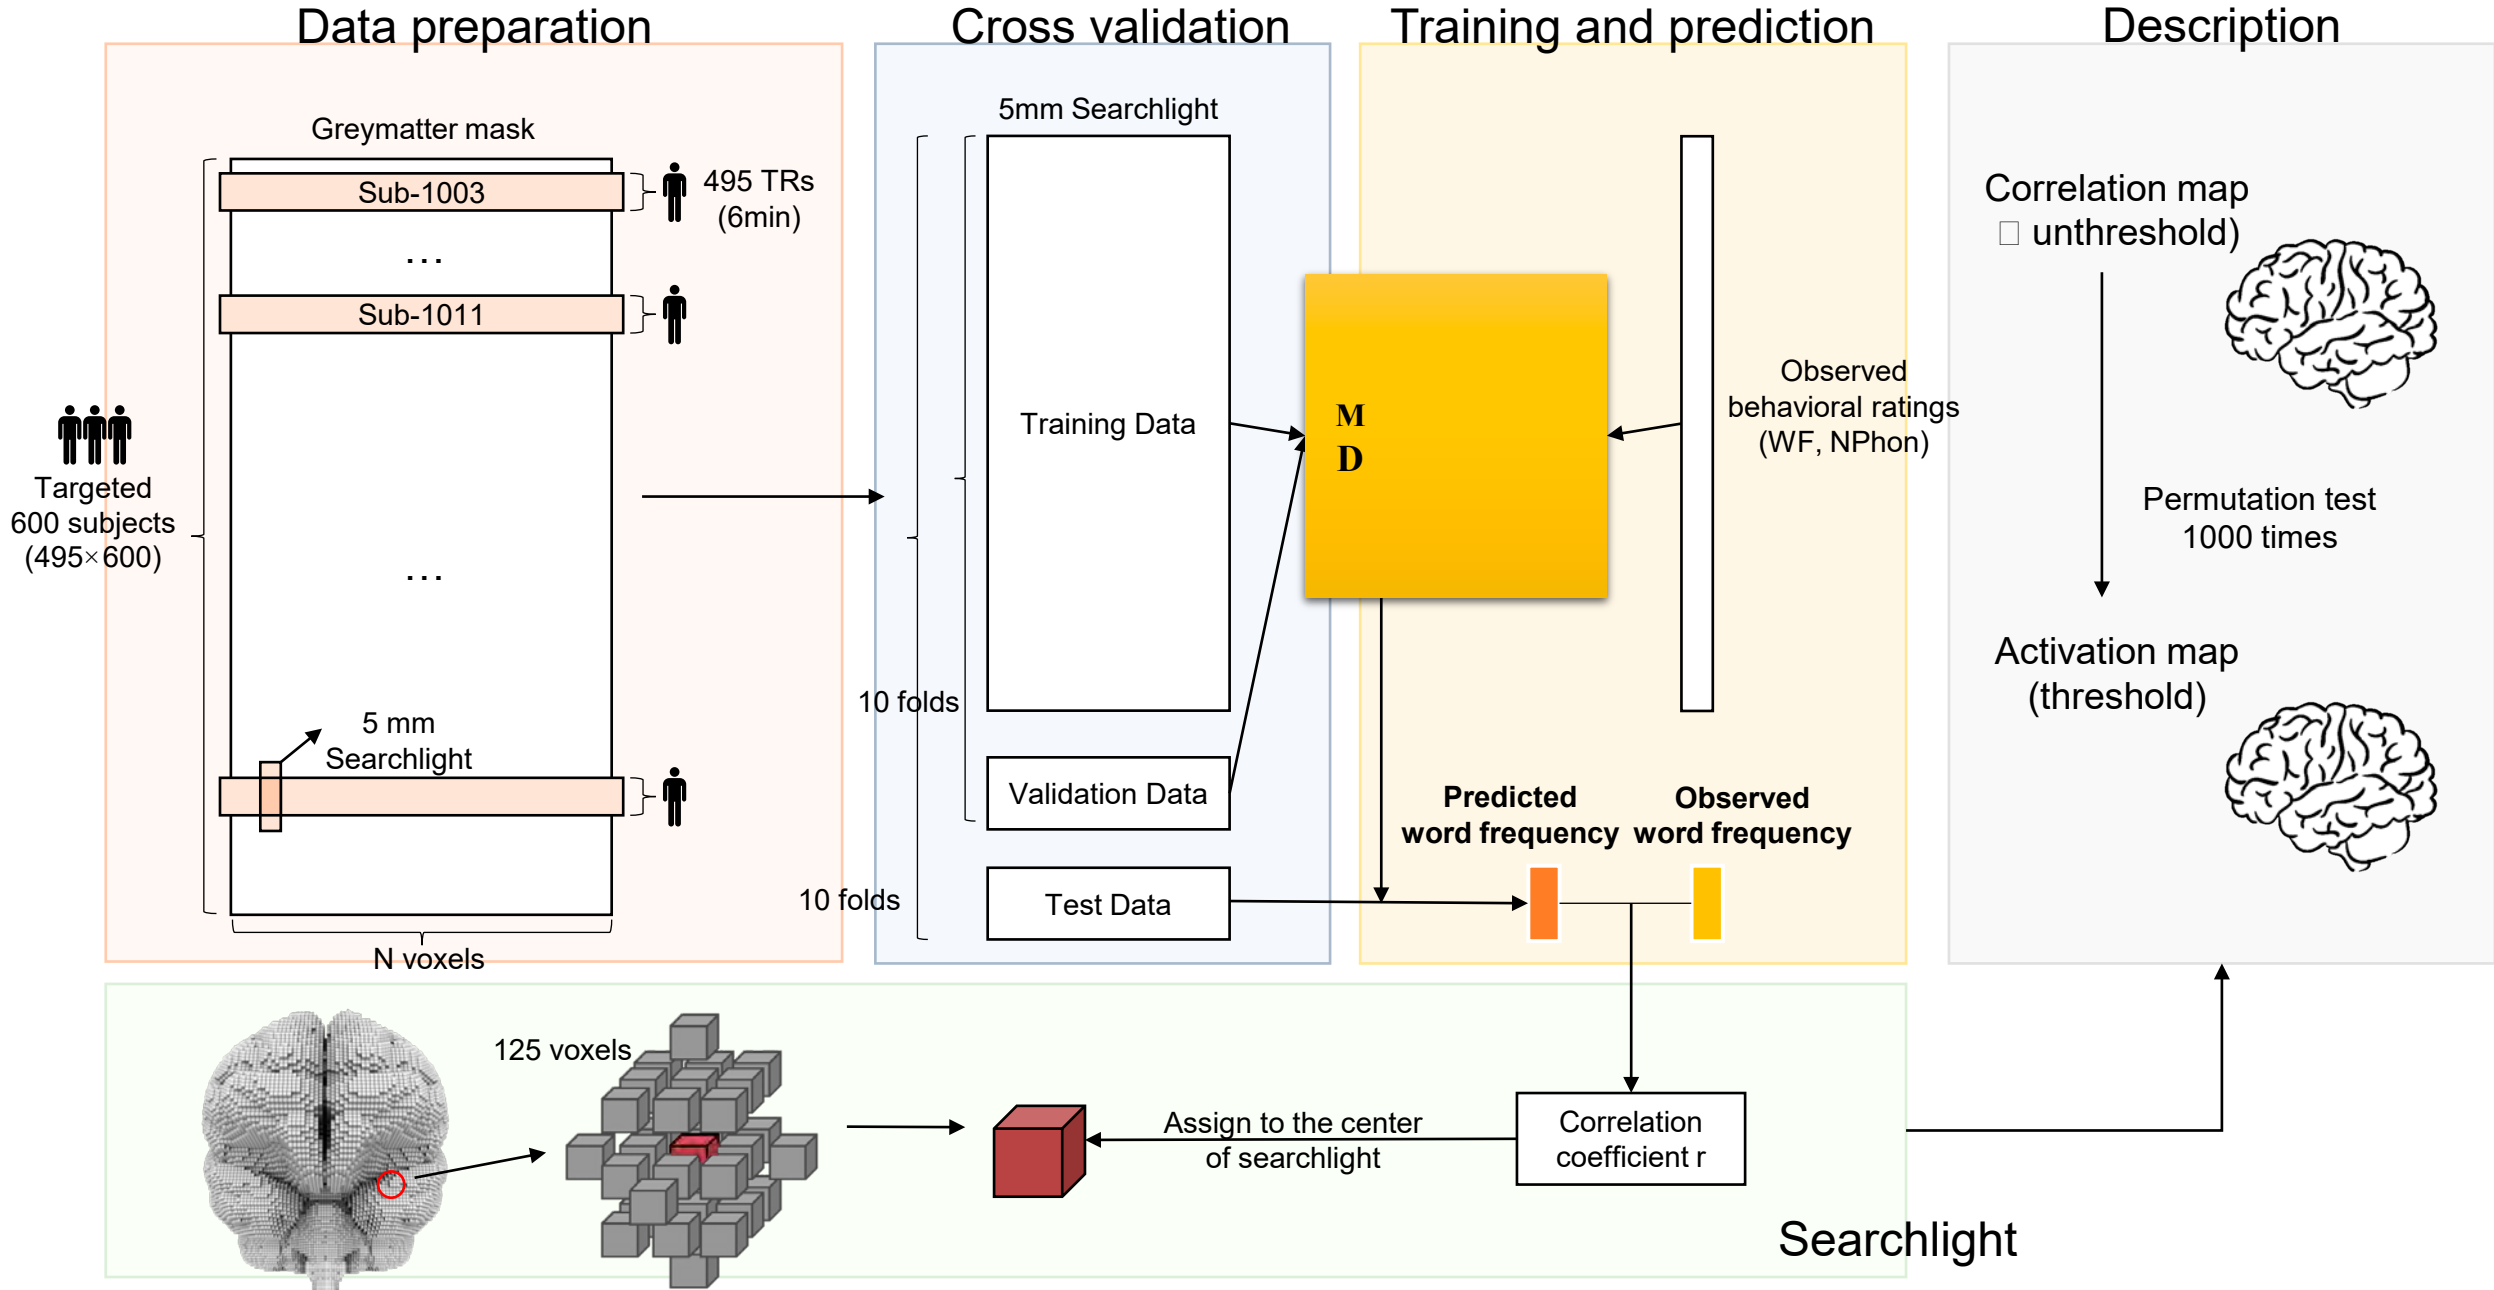 Data preparation
Greymatter mask
Sub-1003
495 TRs
(6min)
...
Sub-1011
Targeted
600 subjects
(495×600)
...
5 mm
Searchlight
N voxels
Cross validation
5mm Searchlight
Training Data
10 folds
Validation Data
10 folds
Test Data
Training and prediction
M
D
Observed
behavioral ratings
(WF, NPhon)
Predicted
word frequency
Observed
word frequency
Description
Correlation map
□ unthreshold)
Permutation test
1000 times
Activation map
(threshold)
125 voxels
Assign to the center
of searchlight
Correlation
coefficient r
Searchlight